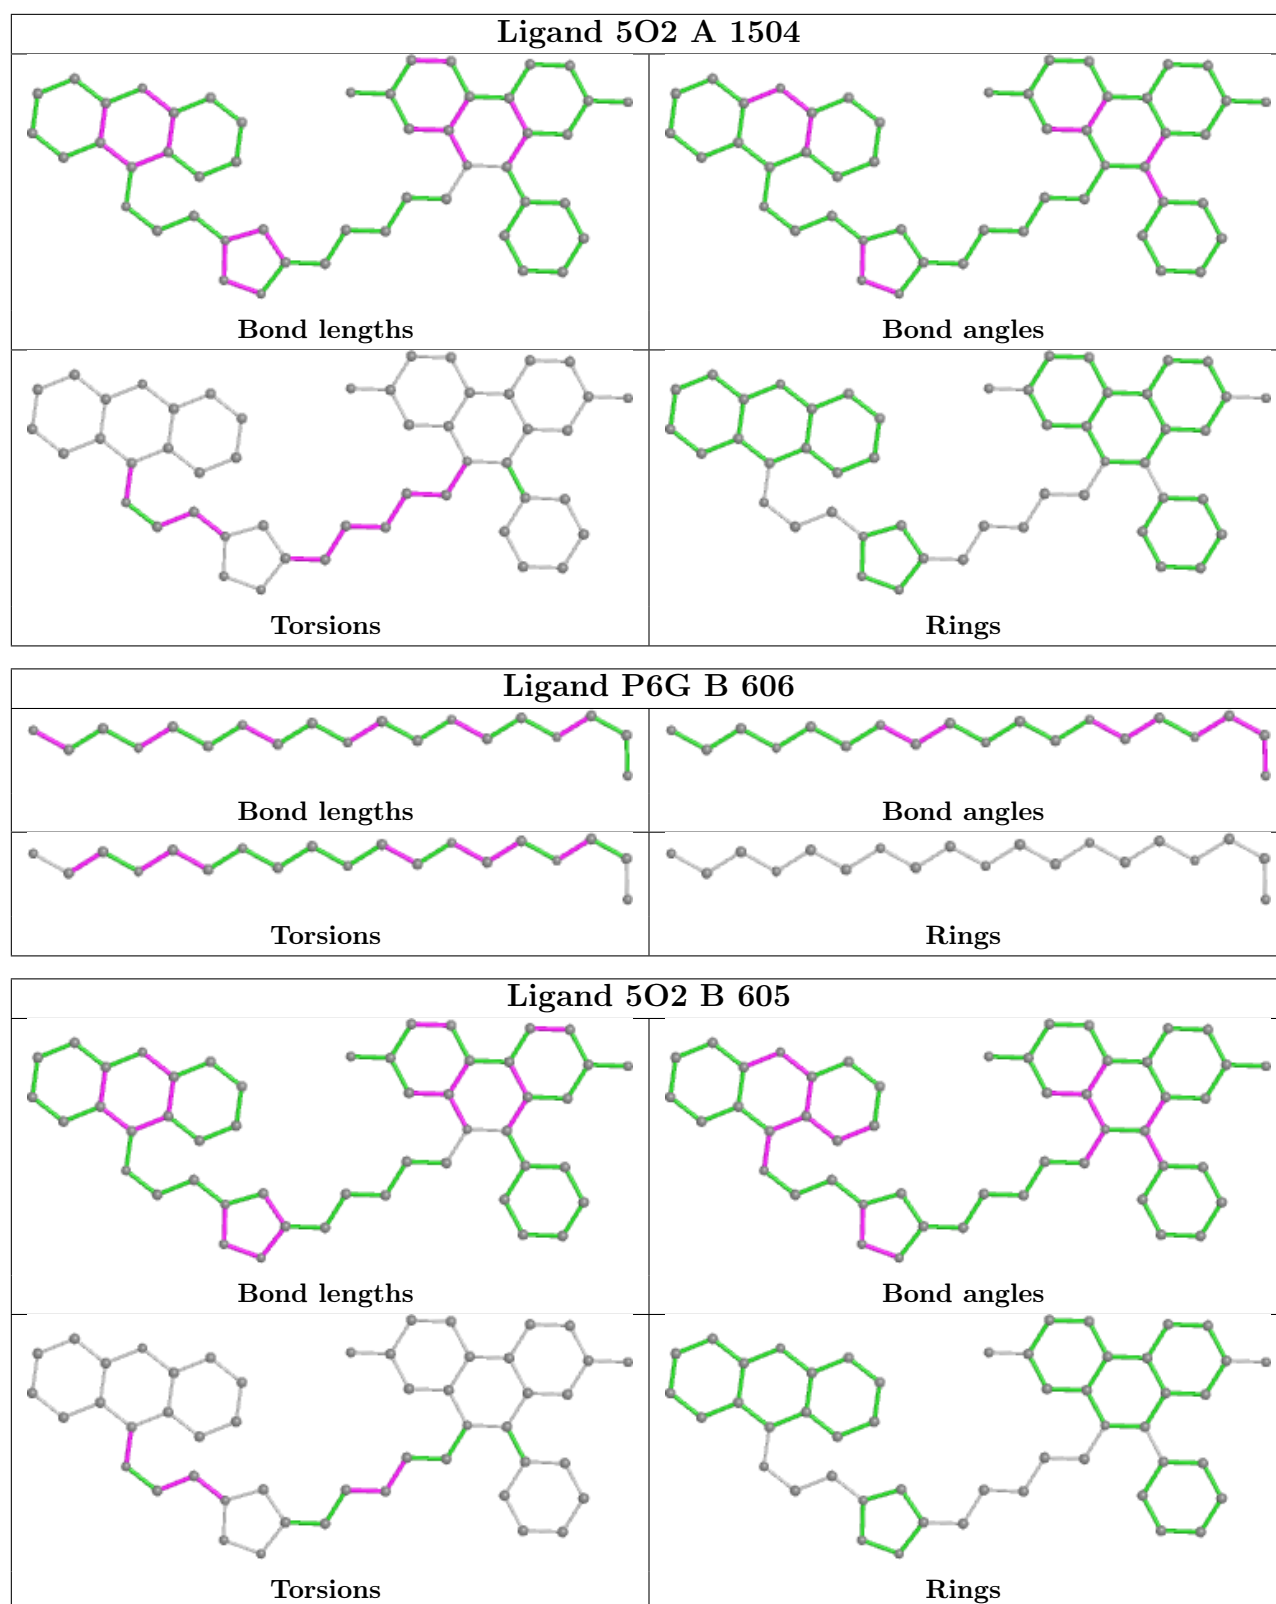 Ligand 5O2 A 1504
Bond lengths
Bond angles
Torsions
Rings
Ligand P6G B 606
Bond lengths
Bond angles
Torsions
Rings
Ligand 5O2 B 605
Bond lengths
Bond angles
Torsions
Rings